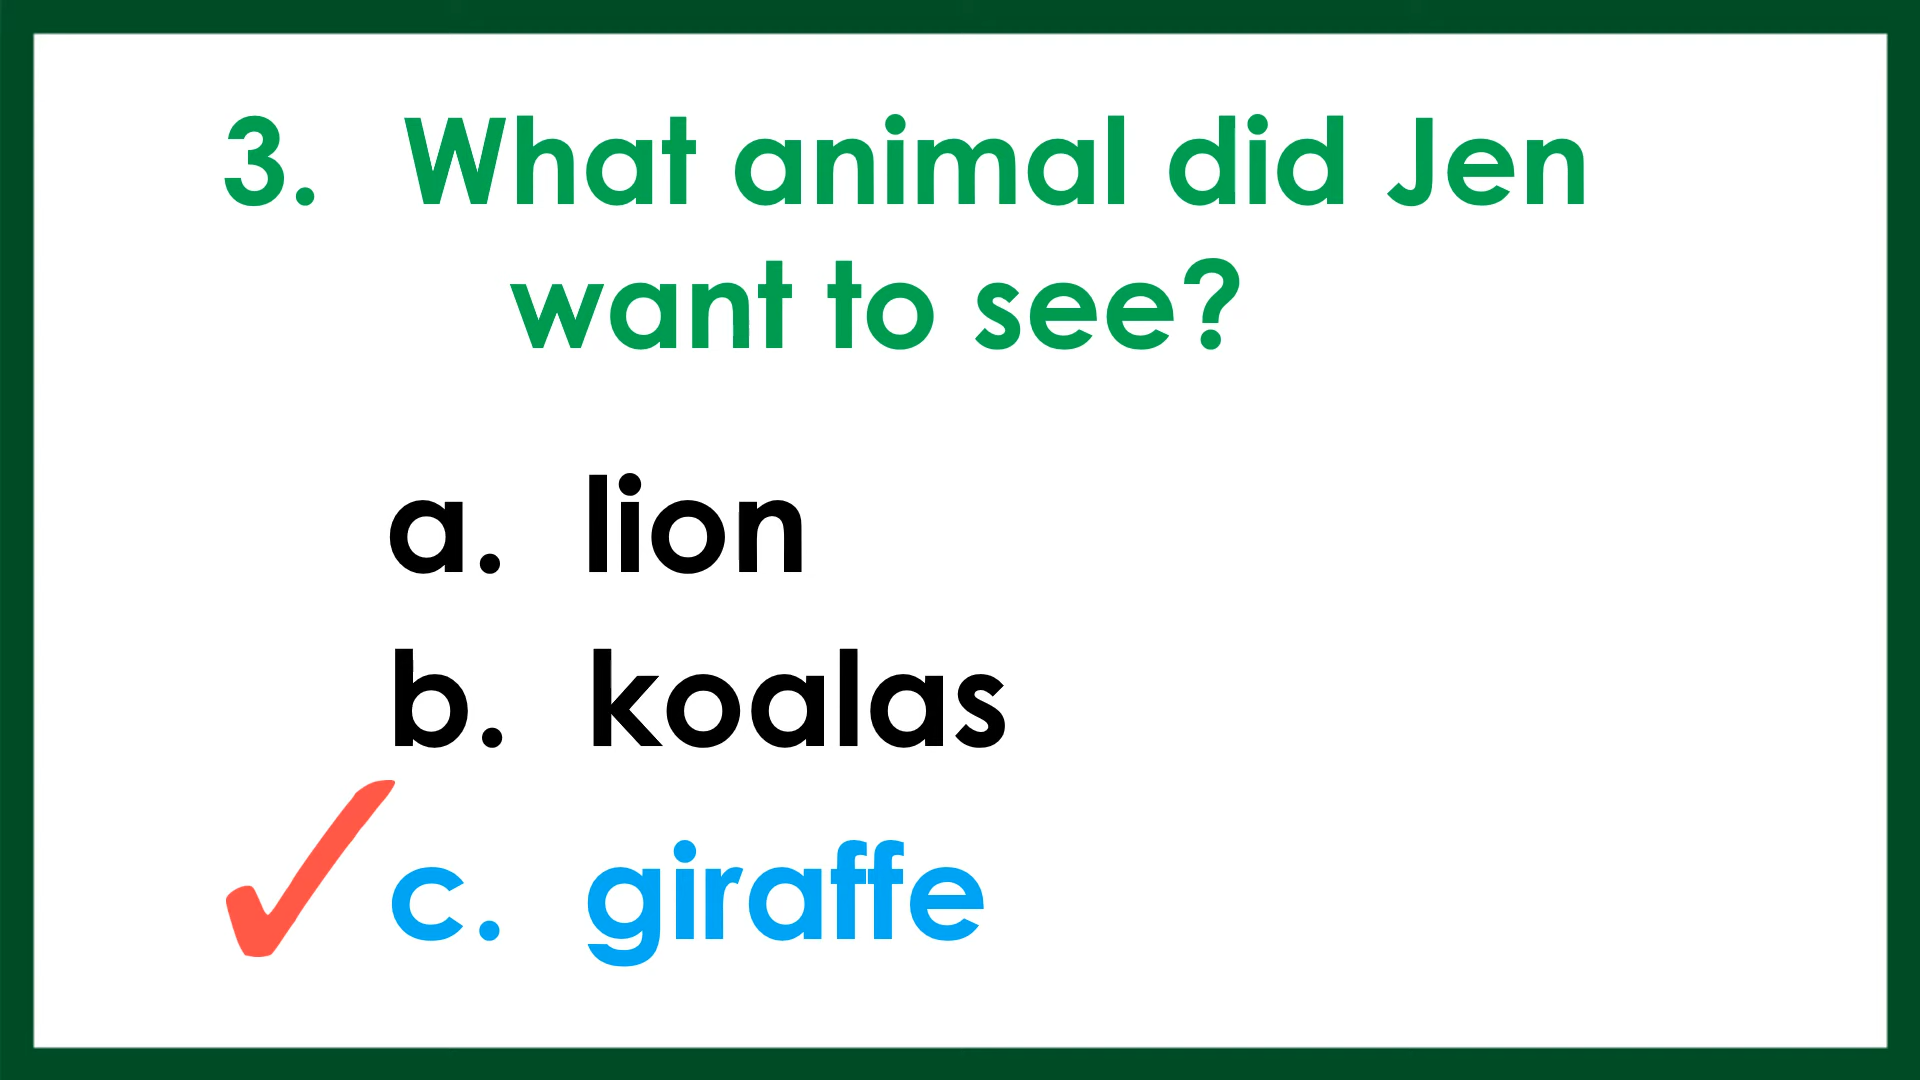 3. What animal did Jen
want to see?
a. lion
b. koalas
c. giraffe